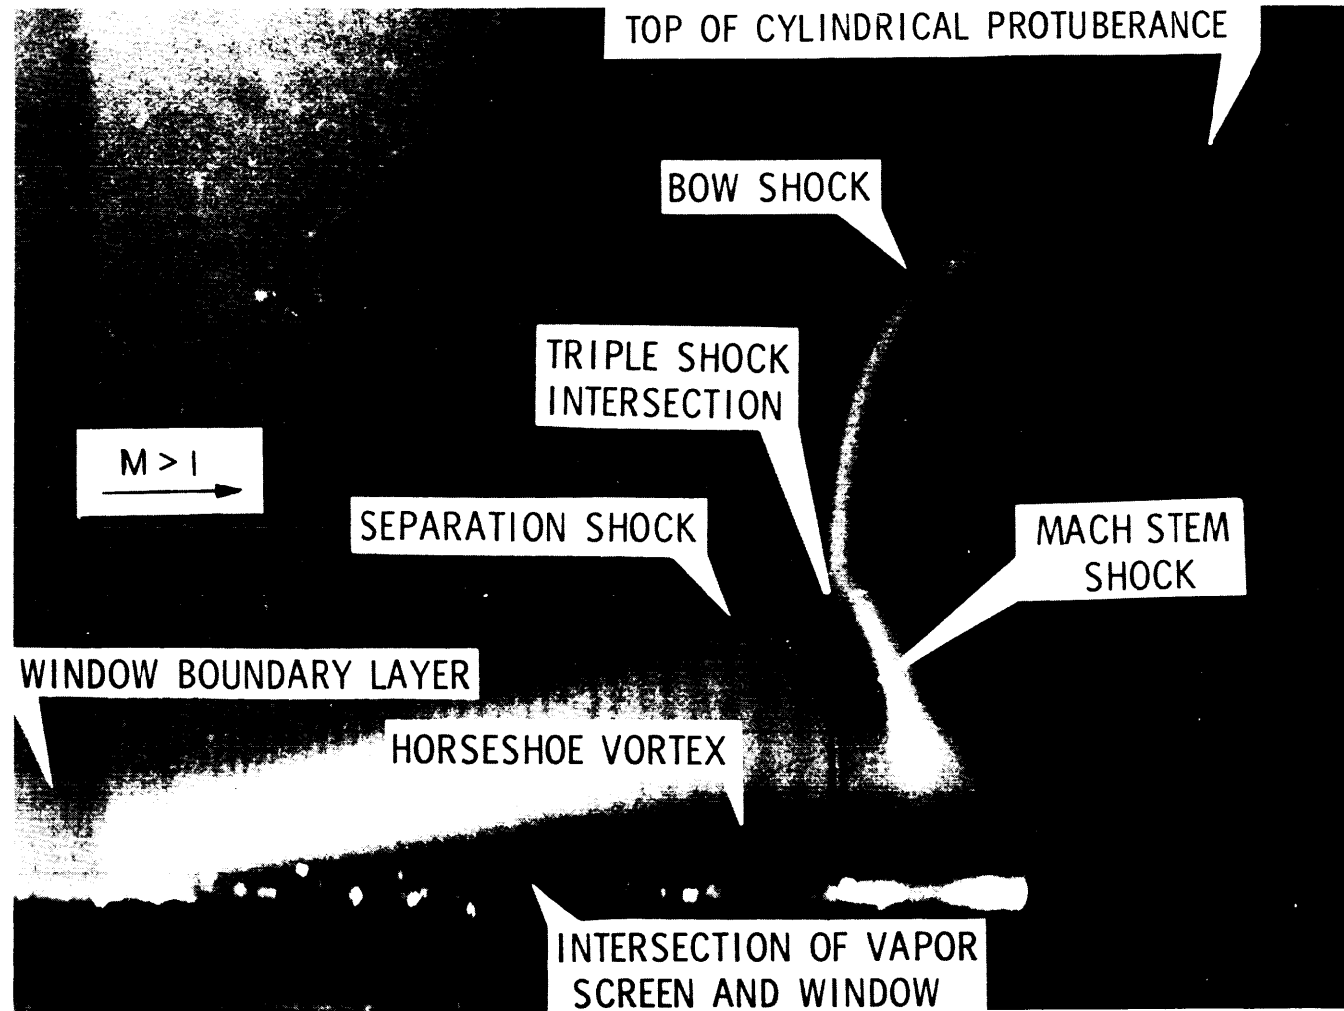 TOP OF CYLINDRICAL PROTUBERANCE
BOW SHOCK
TRIPLE SHOCK
INTERSECTION
M > 1
SEPARATION SHOCK
MACH STEM
SHOCK
WINDOW BOUNDARY LAYER
HORSESHOE VORTEX
INTERSECTION OF VAPOR
SCREEN AND WINDOW